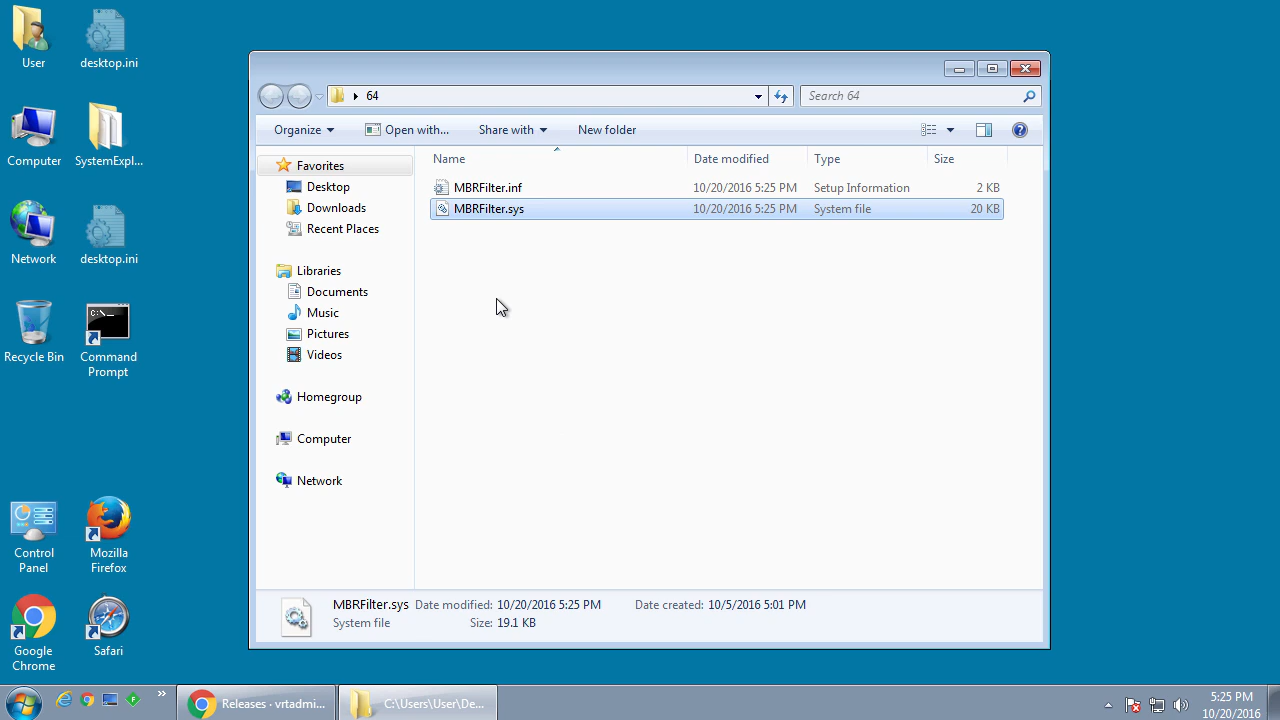 User
desktop.ini
Computer
SystemExpl...
Network
desktop.ini
Recycle Bin
Command
Prompt
Control
Panel
Mozilla
Firefox
Google
Chrome
Safari
64
Search 64
Organize
Open with...
Share with
New folder
Favorites
Desktop
Downloads
Recent Places
Libraries
Documents
Music
Pictures
Videos
Homegroup
Computer
Network
Name Date modified Type Size
MBRFilter.inf 10/20/2016 5:25 PM Setup Information 2 KB
MBRFilter.sys 10/20/2016 5:25 PM System file 20 KB
MBRFilter.sys Date modified: 10/20/2016 5:25 PM Date created: 10/5/2016 5:01 PM
System file Size: 19.1 KB
Releases · vrtadmi...
C:\Users\User\De...
5:25 PM
10/20/2016